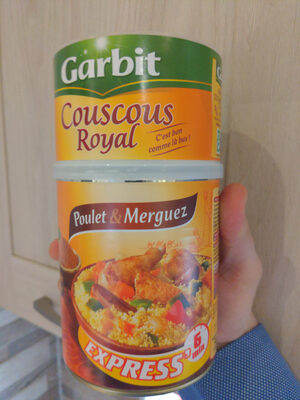 Garbit
Couscous
Royal
C'est bon
comme là bas!
Poulet & Merguez
EXPRESS
6
min